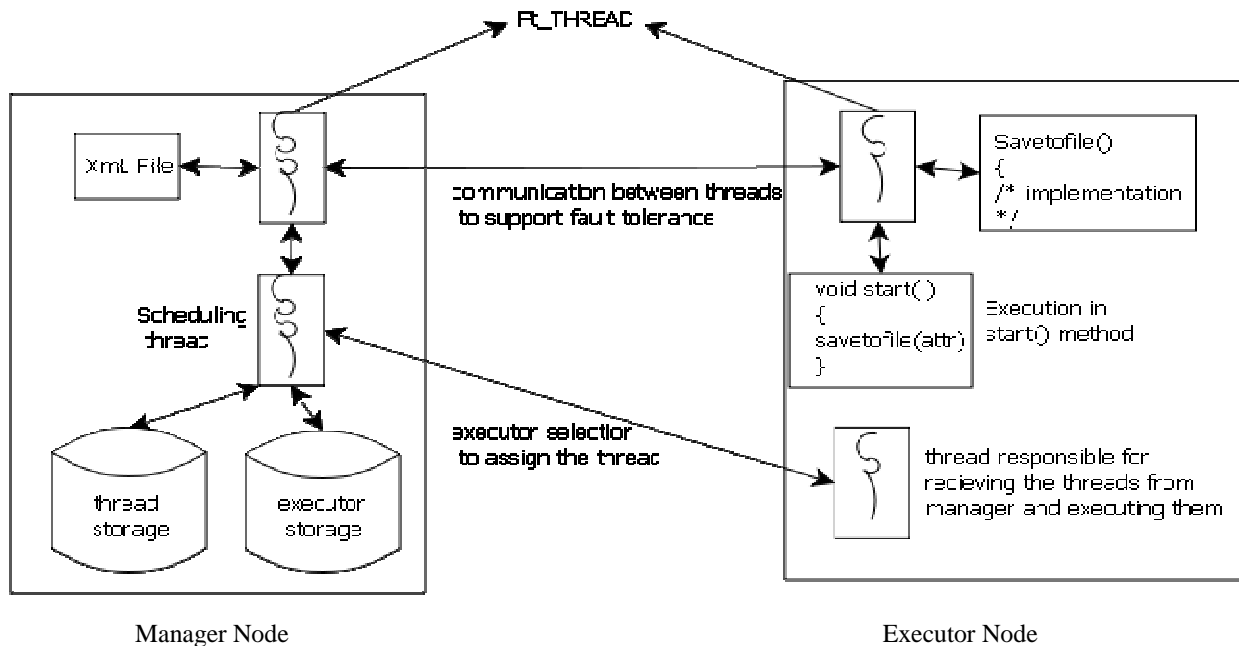 Ft_THREAD
Xml File
communication between threads
to support fault tolerance
Savetofile()
{
/* implementation
*/
Scheduling
thread
void start( )
{
savetofile(attr)
}
Execution in
start() method
executor selection
to assign the thread
thread
storage
executor
storage
thread responsible for
recieving the threads from
manager and executing them
Manager Node
Executor Node